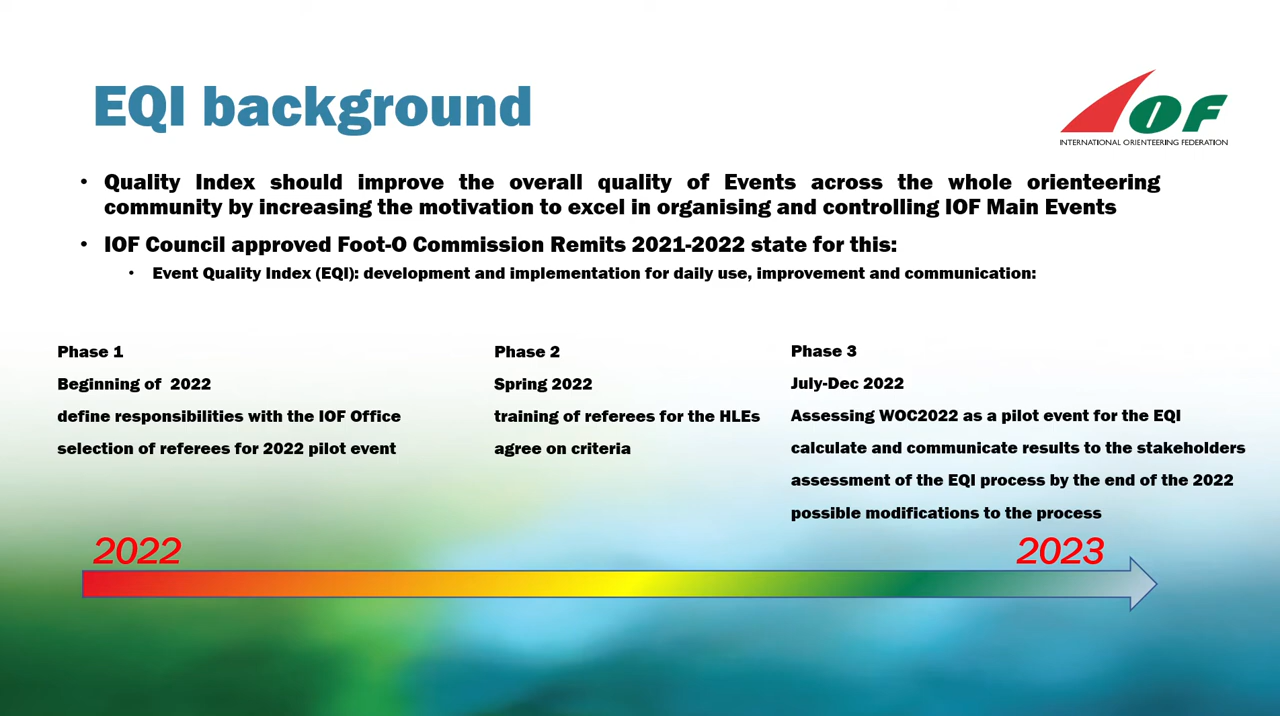 EQI background
IOF
INTERNATIONAL ORIENTEERING FEDERATION
• Quality Index should improve the overall quality of Events across the whole orienteering
community by increasing the motivation to excel in organising and controlling IOF Main Events
• IOF Council approved Foot-O Commission Remits 2021-2022 state for this:
• Event Quality Index (EQI): development and implementation for daily use, improvement and communication:
Phase 1
Beginning of 2022
define responsibilities with the IOF Office
selection of referees for 2022 pilot event
Phase 2
Spring 2022
training of referees for the HLEs
agree on criteria
Phase 3
July-Dec 2022
Assessing WOC2022 as a pilot event for the EQI
calculate and communicate results to the stakeholders
assessment of the EQI process by the end of the 2022
possible modifications to the process
2022
2023